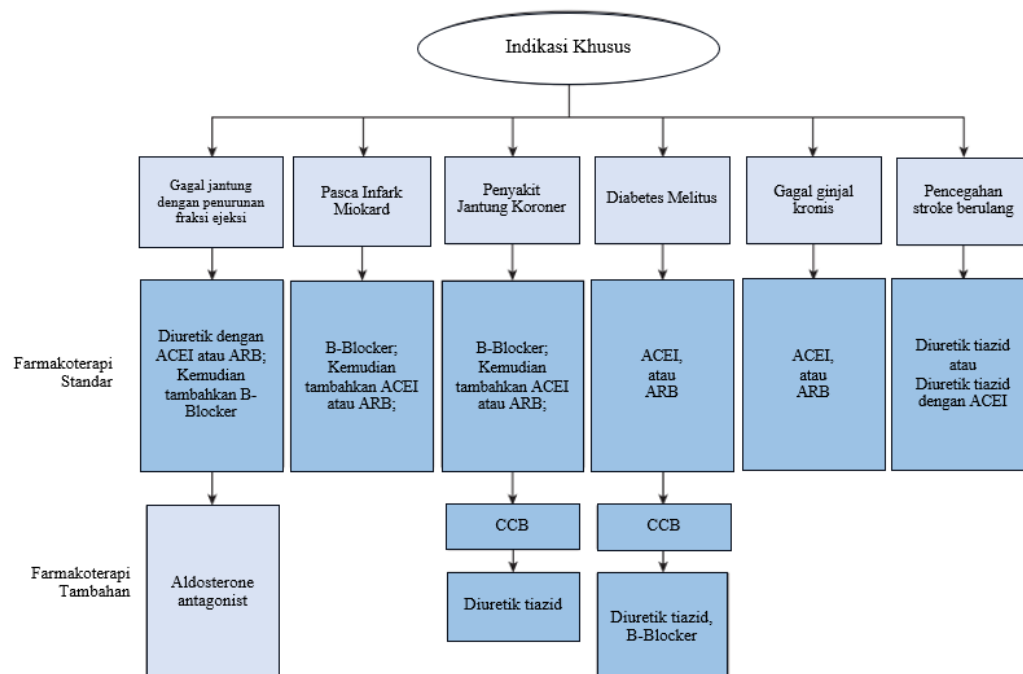 Indikasi Khusus
Gagal jantung
dengan penurunan
fraksi ejeksi
Pasca Infark
Miokard
Penyakit
Jantung Koroner
Diabetes Melitus
Gagal ginjal
kronis
Pencegahan
stroke berulang
Farmakoterapi
Standar
Diuretik dengan
ACEI atau ARB;
Kemudian
tambahkan B-
Blocker
B-Blocker;
Kemudian
tambahkan ACEI
atau ARB;
B-Blocker;
Kemudian
tambahkan ACEI
atau ARB;
ACEI,
atau
ARB
ACEI,
atau
ARB
Diuretik tiazid
atau
Diuretik tiazid
dengan ACEI
Farmakoterapi
Tambahan
Aldosterone
antagonist
CCB
Diuretik tiazid
CCB
Diuretik tiazid,
B-Blocker